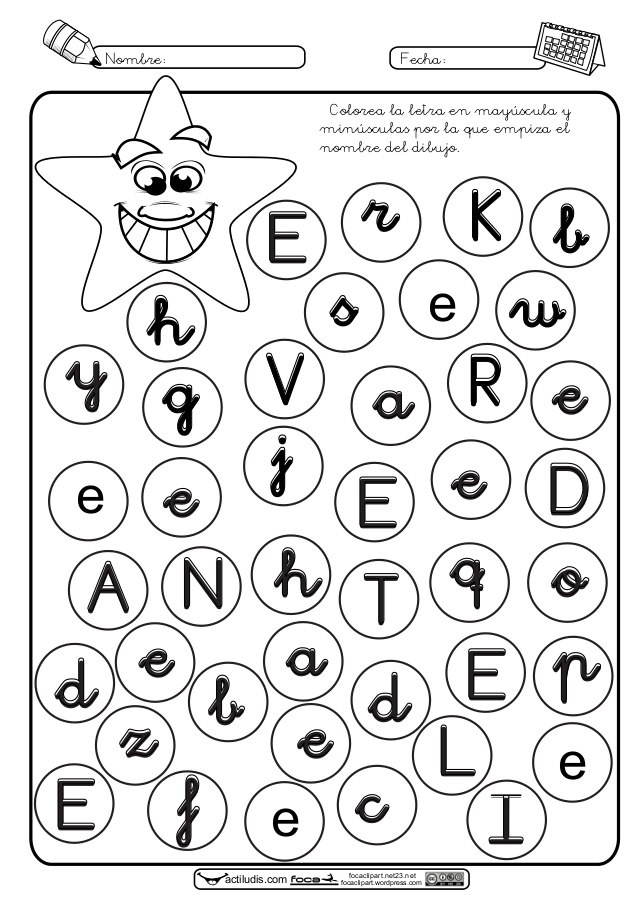 Nombre:
Fecha:
Colorea la letra en mayúscula y
minúsculas por la que empiza el
nombre del dibujo.
E r K b
h s e w
y g V a R e
e e j E e D
A N h T q o
d e b a d E p
z e L e
E f e c I
actiludis.com foca focaclipart.net23.net
focaclipart.wordpress.com
cc